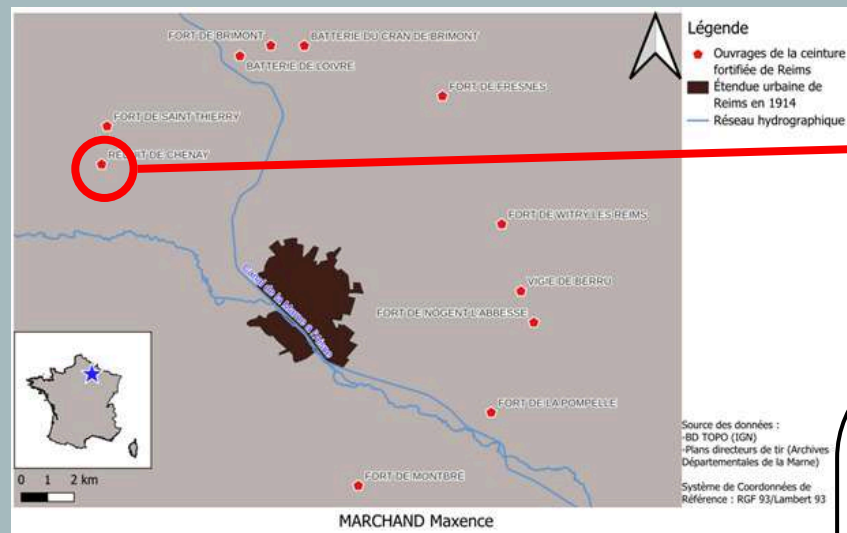 FORT DE BRIMONT
BATTERIE DU CRAN DE BRIMONT
BATTERIE DE LOIVRE
FORT DE FRESNES
FORT DE SAINT THIERRY
REDUIT DE CHENAY
FORT DE WITRY LES REIMS
VIGIE DE BERRU
FORT DE NOGENT L'ABBESSE
Canal de la Marne à l'Aisne
FORT DE LA POMPELLE
FORT DE MONTBRÉ
0 1 2 km
Légende
Ouvrages de la ceinture
fortifiée de Reims
Étendue urbaine de
Reims en 1914
Réseau hydrographique
Source des données :
-BD TOPO (IGN)
-Plans directeurs de tir (Archives
Départementales de la Marne)
Système de Coordonnées de
Référence : RGF 93/Lambert 93
MARCHAND Maxence